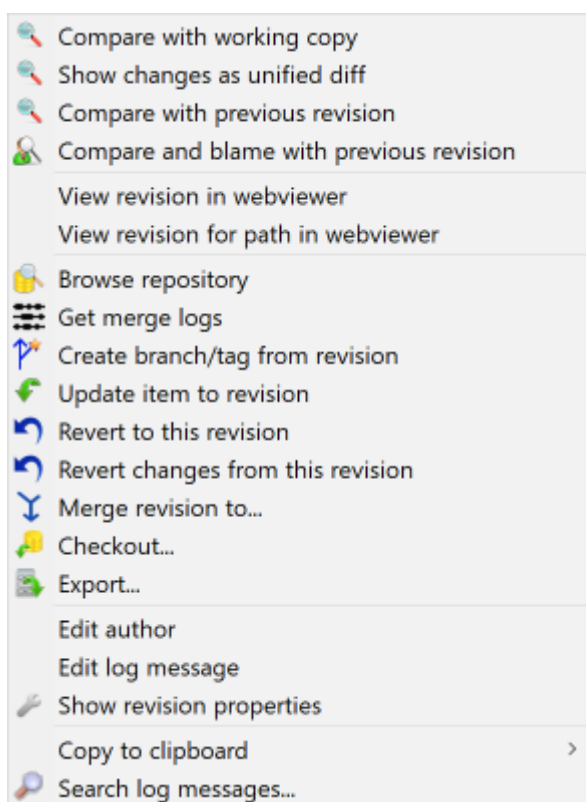 Compare with working copy
Show changes as unified diff
Compare with previous revision
Compare and blame with previous revision
View revision in webviewer
View revision for path in webviewer
Browse repository
Get merge logs
Create branch/tag from revision
Update item to revision
Revert to this revision
Revert changes from this revision
Merge revision to...
Checkout...
Export...
Edit author
Edit log message
Show revision properties
Copy to clipboard
Search log messages...